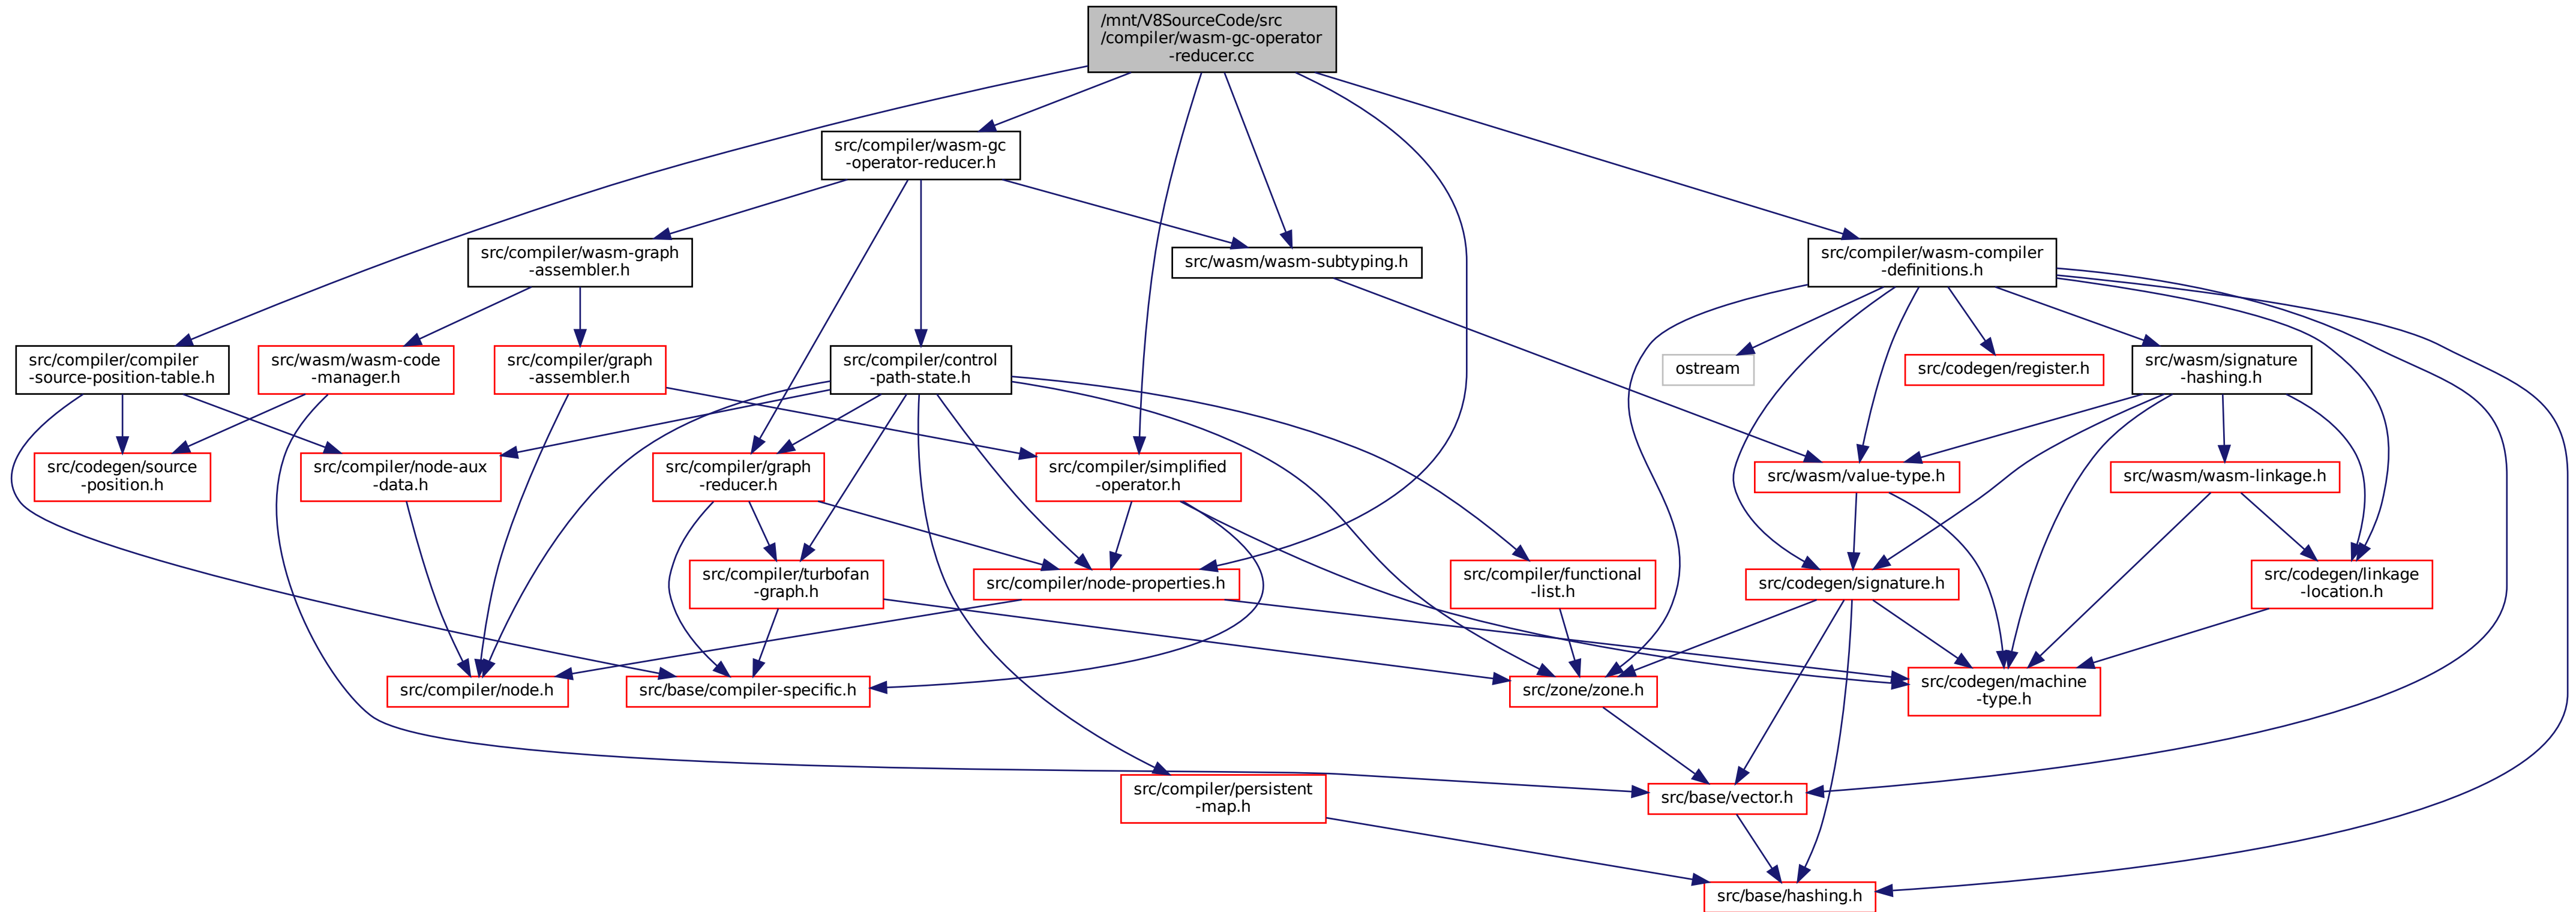 /mnt/V8SourceCode/src
/compiler/wasm-gc-operator
-reducer.cc
src/compiler/wasm-gc
-operator-reducer.h
src/compiler/wasm-graph
-assembler.h
src/wasm/wasm-subtyping.h
src/compiler/wasm-compiler
-definitions.h
src/compiler/compiler
-source-position-table.h
src/wasm/wasm-code
-manager.h
src/compiler/graph
-assembler.h
src/compiler/control
-path-state.h
ostream
src/codegen/register.h
src/wasm/signature
-hashing.h
src/codegen/source
-position.h
src/compiler/node-aux
-data.h
src/compiler/graph
-reducer.h
src/compiler/simplified
-operator.h
src/wasm/value-type.h
src/wasm/wasm-linkage.h
src/compiler/turbofan
-graph.h
src/compiler/node-properties.h
src/compiler/functional
-list.h
src/codegen/signature.h
src/codegen/linkage
-location.h
src/compiler/node.h
src/base/compiler-specific.h
src/zone/zone.h
src/codegen/machine
-type.h
src/compiler/persistent
-map.h
src/base/vector.h
src/base/hashing.h